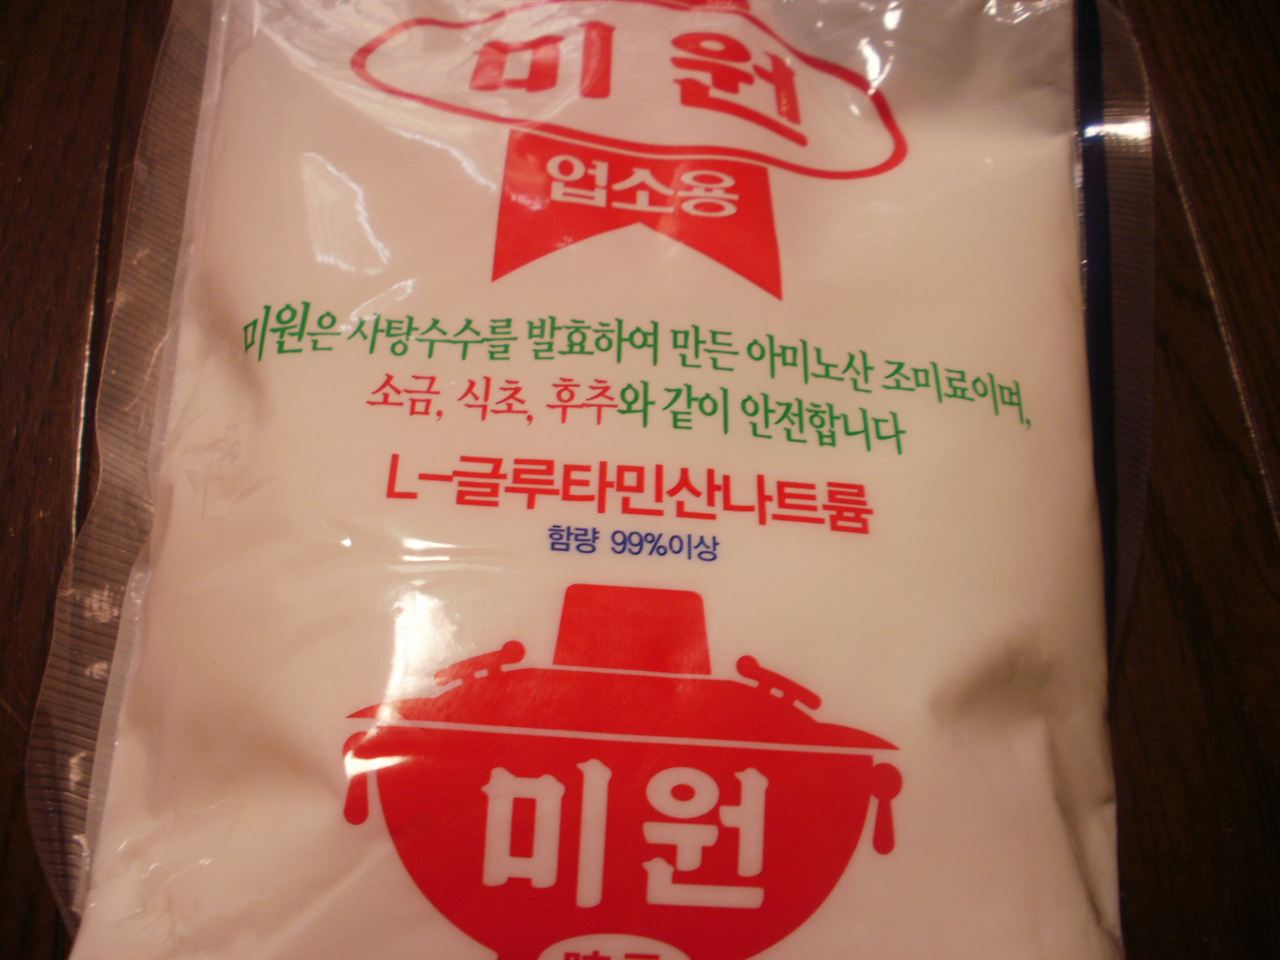 미원
업소용
미원은 사탕수수를 발효하여 만든 아미노산 조미료이며,
소금, 식초, 후추와 같이 안전합니다
L-글루타민산나트륨
함량 99%이상
미원